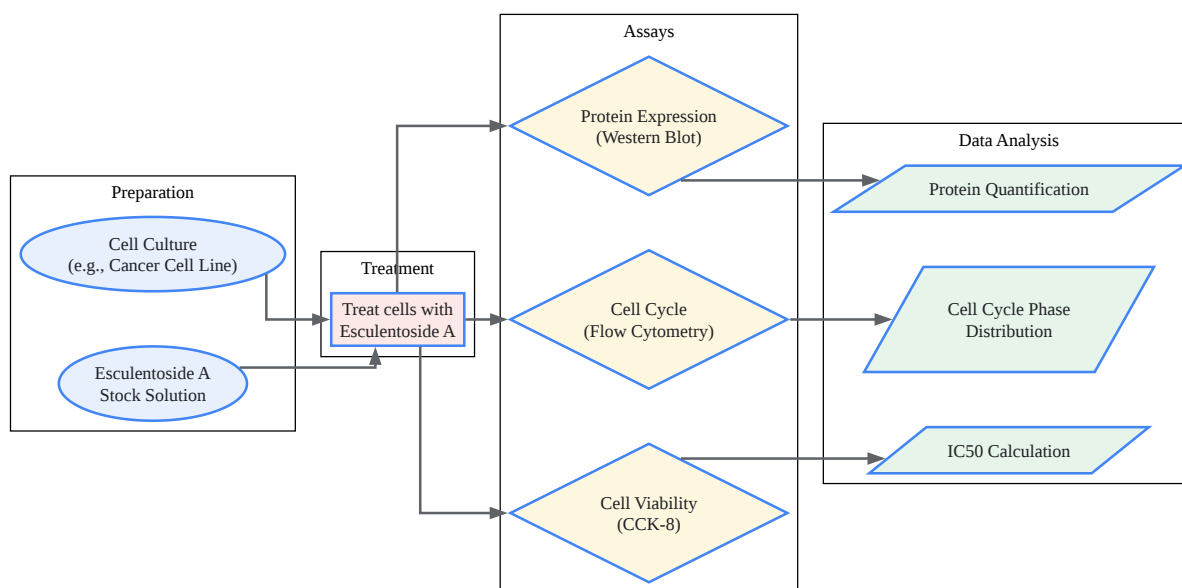 Preparation
Cell Culture
(e.g., Cancer Cell Line)
Esculentoside A
Stock Solution
Treatment
Treat cells with
Esculentoside A
Assays
Protein Expression
(Western Blot)
Cell Cycle
(Flow Cytometry)
Cell Viability
(CCK-8)
Data Analysis
Protein Quantification
Cell Cycle Phase
Distribution
IC50 Calculation